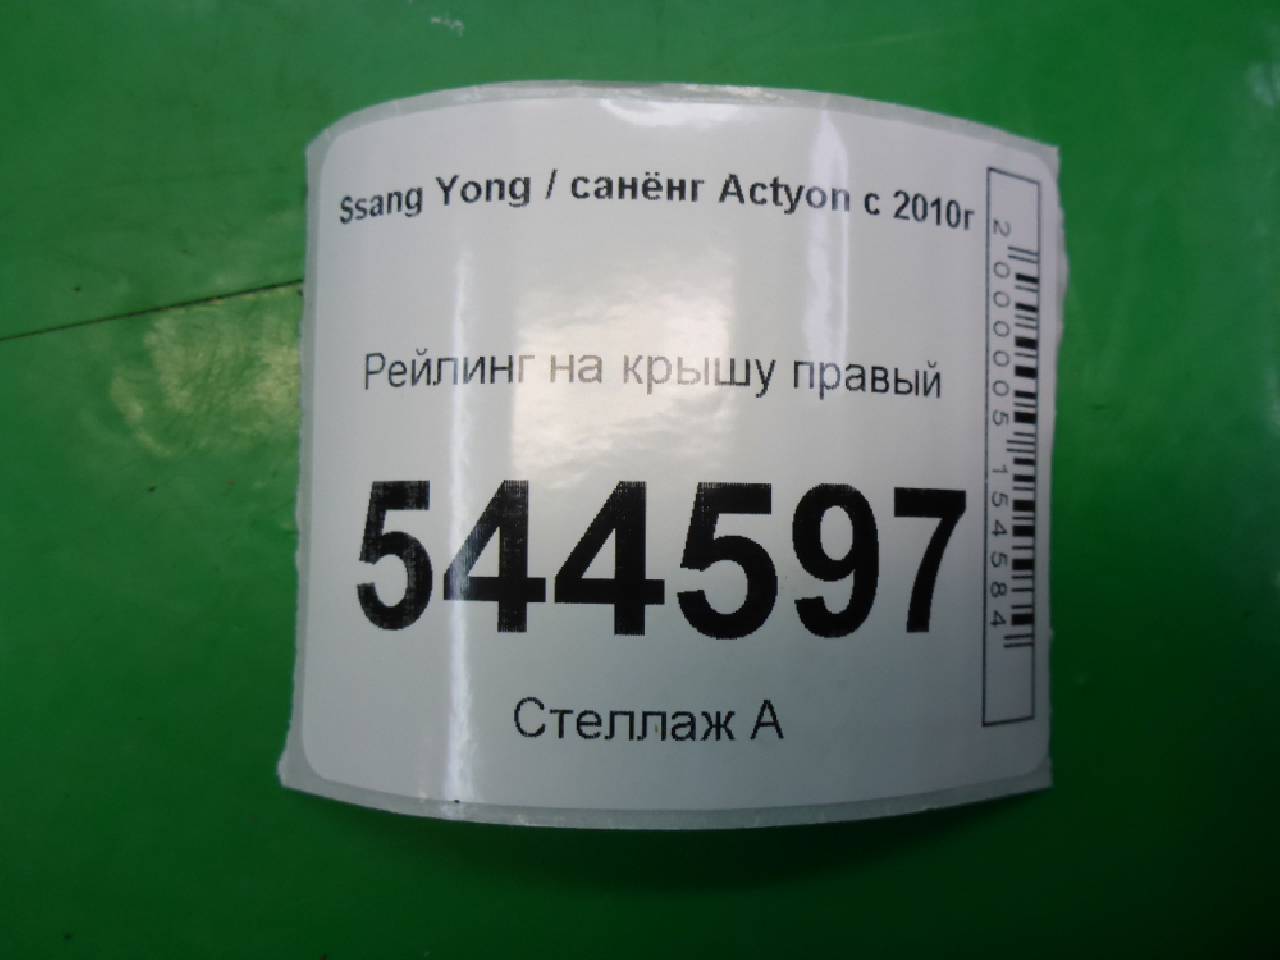 Ssang Yong / санёнг Actyon с 2010г
Рейлинг на крышу правый
544597
Стеллаж А
2000005154584